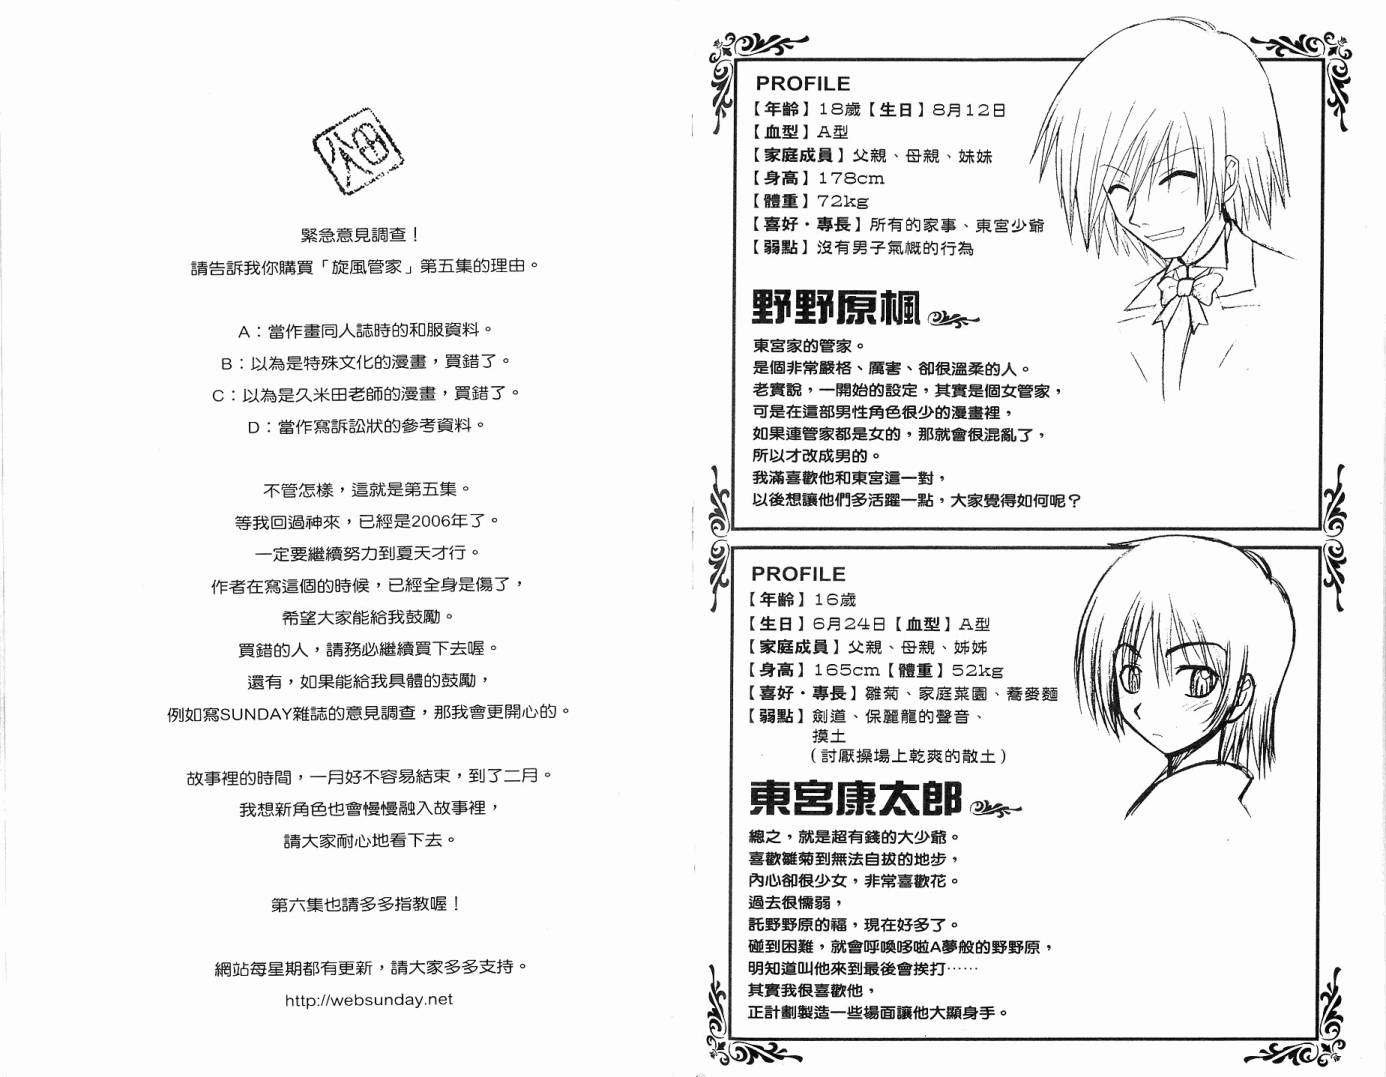 緊急意見調查！
請告訴我你購買「旋風管家」第五集的理由。
A：當作畫同人誌時的和服資料。
B：以為是特殊文化的漫畫，買錯了。
C：以為是久米田老師的漫畫，買錯了。
D：當作寫訴訟狀的參考資料。
不管怎樣，這就是第五集。
等我回過神來，已經是2006年了。
一定要繼續努力到夏天才行。
作者在寫這個的時候，已經全身是傷了，
希望大家能給我鼓勵。
買錯的人，請務必繼續買下去喔。
還有，如果能給我具體的鼓勵，
例如寫SUNDAY雜誌的意見調查，那我會更開心的。
故事裡的時間，一月好不容易結束，到了二月。
我想新角色也會慢慢融入故事裡，
請大家耐心地看下去。
第六集也請多多指教喔！
網站每星期都有更新，請大家多多支持。
http://websunday.net
PROFILE
【年齡】18歲【生日】8月12日
【血型】A型
【家庭成員】父親、母親、妹妹
【身高】178cm
【體重】72kg
【喜好・專長】所有的家事、東宮少爺
【弱點】沒有男子氣概的行為
野野原楓
東宮家的管家。
是個非常嚴格、厲害、卻很溫柔的人。
老實說，一開始的設定，其實是個女管家，
可是在這部男性角色很少的漫畫裡，
如果連管家都是女的，那就會很混亂了，
所以才改成男的。
我滿喜歡他和東宮這一對，
以後想讓他們多活躍一點，大家覺得如何呢？
PROFILE
【年齡】16歲
【生日】6月24日【血型】A型
【家庭成員】父親、母親、姊姊
【身高】165cm【體重】52kg
【喜好・專長】雛菊、家庭菜園、蕎麥麵
【弱點】劍道、保麗龍的聲音、
摸土
（討厭操場上乾爽的散土）
東宮康太郎
總之，就是超有錢的大少爺。
喜歡雛菊到無法自拔的地步，
內心卻很少女，非常喜歡花。
過去很懦弱，
託野野原的福，現在好多了。
碰到困難，就會呼喚哆啦A夢般的野野原，
明知道叫他來到最後會挨打……
其實我很喜歡他，
正計劃製造一些場面讓他大顯身手。